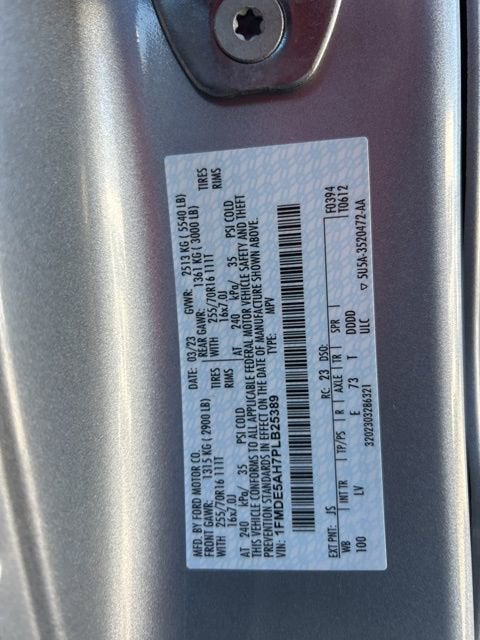 MFD. BY FORD MOTOR CO.
DATE: 03/23 GVWR: 2513 KG ( 5540 LB)
FRONT GAWR: 1315 KG ( 2900 LB) REAR GAWR: 1361 KG ( 3000 LB)
WITH 255/70R16 111T TIRES WITH 255/70R16 111T TIRES
16x7.0J RIMS 16x7.0J RIMS
AT 240 kPa/ 35 PSI COLD AT 240 kPa/ 35 PSI COLD
THIS VEHICLE CONFORMS TO ALL APPLICABLE FEDERAL MOTOR VEHICLE SAFETY AND THEFT
PREVENTION STANDARDS IN EFFECT ON THE DATE OF MANUFACTURE SHOWN ABOVE.
VIN: 1FMDE5AH7PLB25389 TYPE: MPV
F0394
T0612
EXT PNT: JS RC: 23 DSO:
WB INT TR TP/PS R AXLE TR SPR
100 LV E 73 T DDDD
ULC
3202303286321
▽ 5U5A-3520472-AA